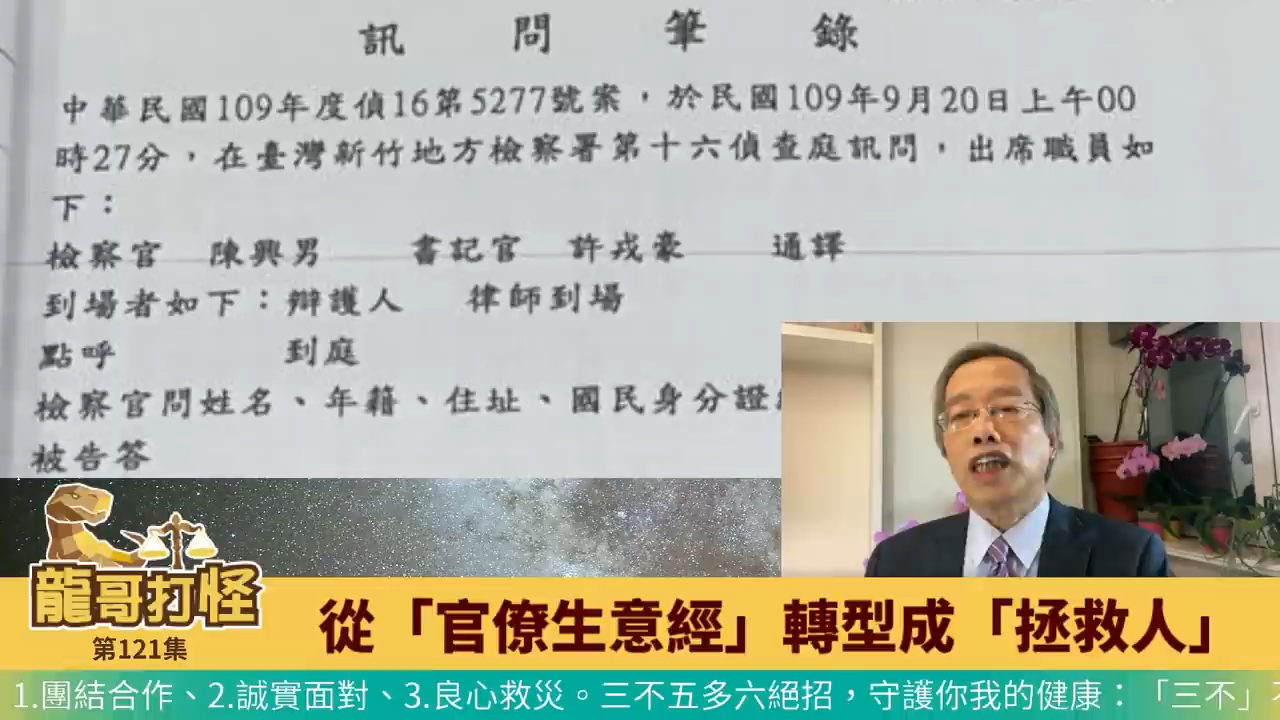 訊問筆錄
中華民國109年度偵16第5277號案，於民國109年9月20日上午00
時27分，在臺灣新竹地方檢察署第十六偵查庭訊問，出席職員如
下：
檢察官 陳興男 書記官 許戎豪 通譯
到場者如下：辯護人 律師到場
點呼 到庭
檢察官問姓名、年籍、住址、國民身分證
被告答
龍哥打怪
第121集
從「官僚生意經」轉型成「拯救人」
1.團結合作、2.誠實面對、3.良心救災。三不五多六絕招，守護你我的健康：「三不」